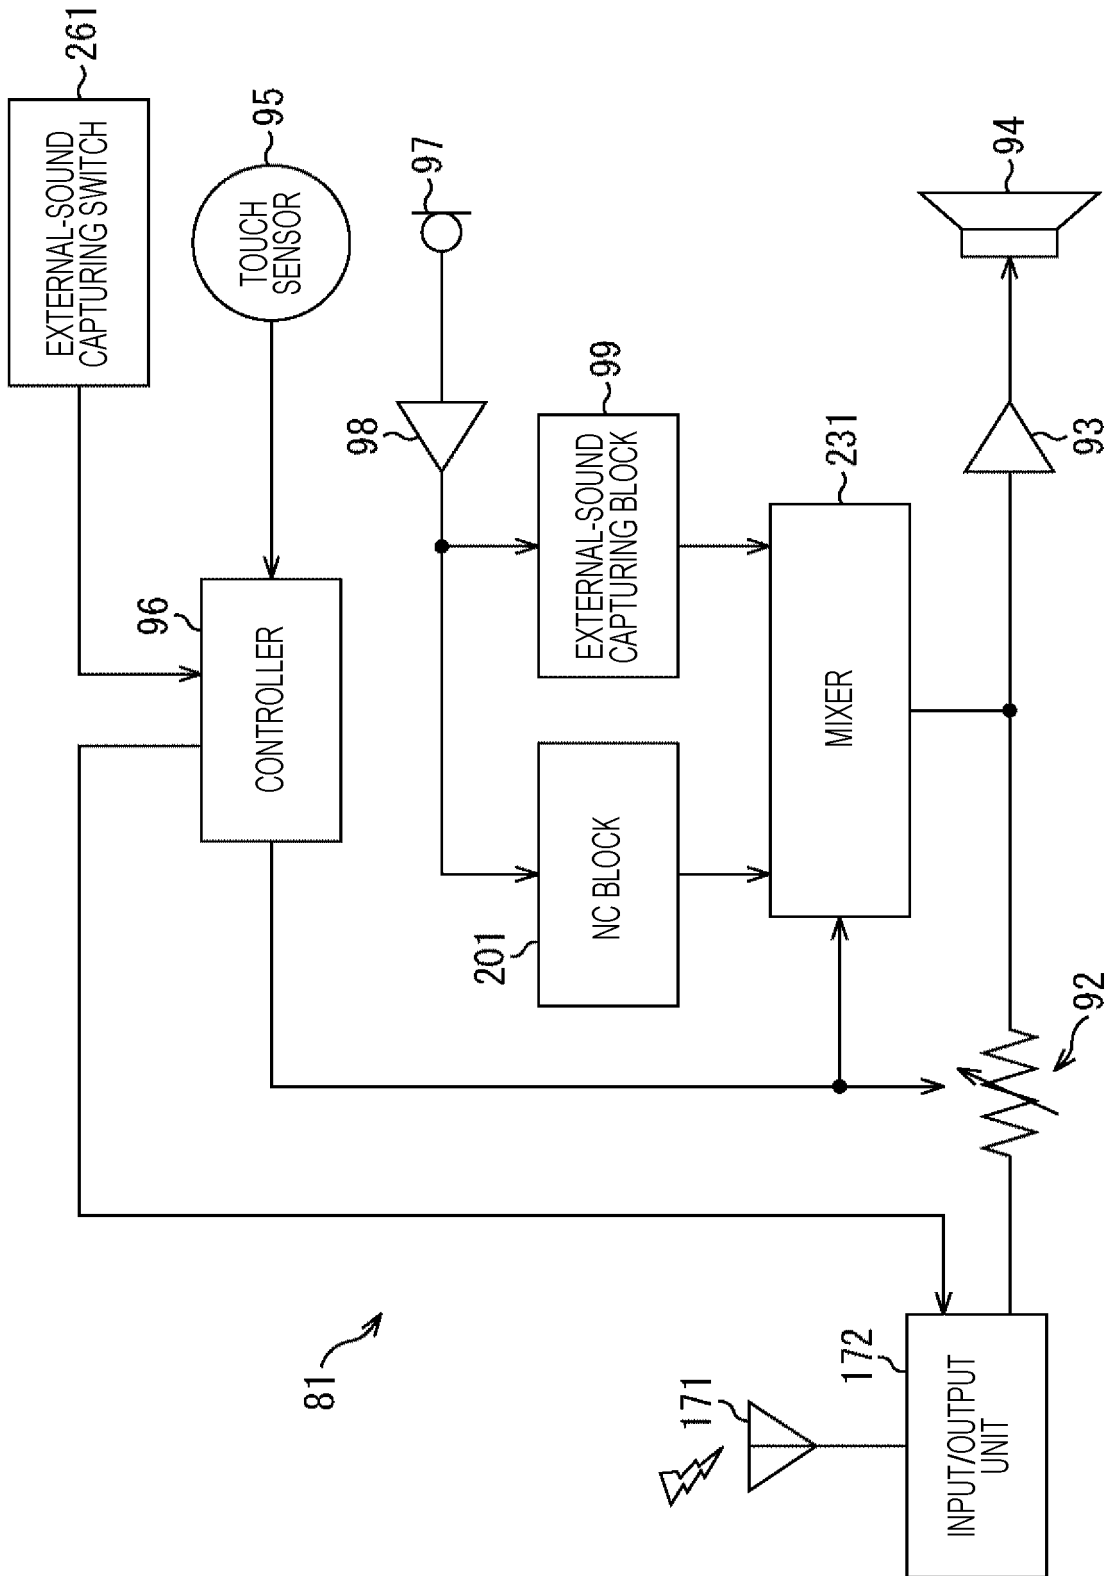 81
171
172
INPUT/OUTPUT
UNIT
92
93
94
96
CONTROLLER
EXTERNAL-SOUND
CAPTURING SWITCH
261
TOUCH
SENSOR
95
97
98
201
NC BLOCK
EXTERNAL-SOUND
CAPTURING BLOCK
99
MIXER
231